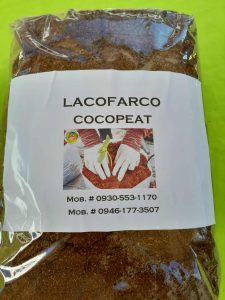 LACOFARCO
COCOPEAT
Mob. # 0930-553-1170
Mob. # 0946-177-3507